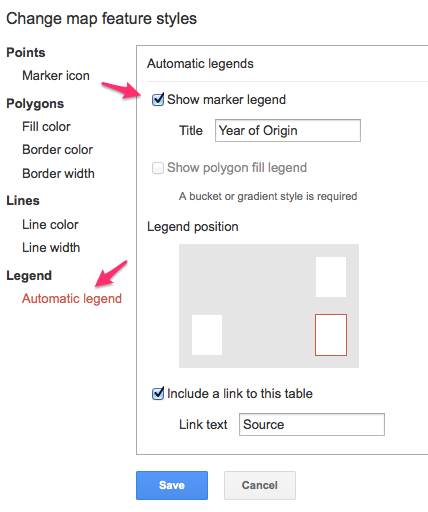 Change map feature styles
Points
Marker icon
Polygons
Fill color
Border color
Border width
Lines
Line color
Line width
Legend
Automatic legend
Automatic legends
Show marker legend
Title Year of Origin
Show polygon fill legend
A bucket or gradient style is required
Legend position
Include a link to this table
Link text Source
Save Cancel